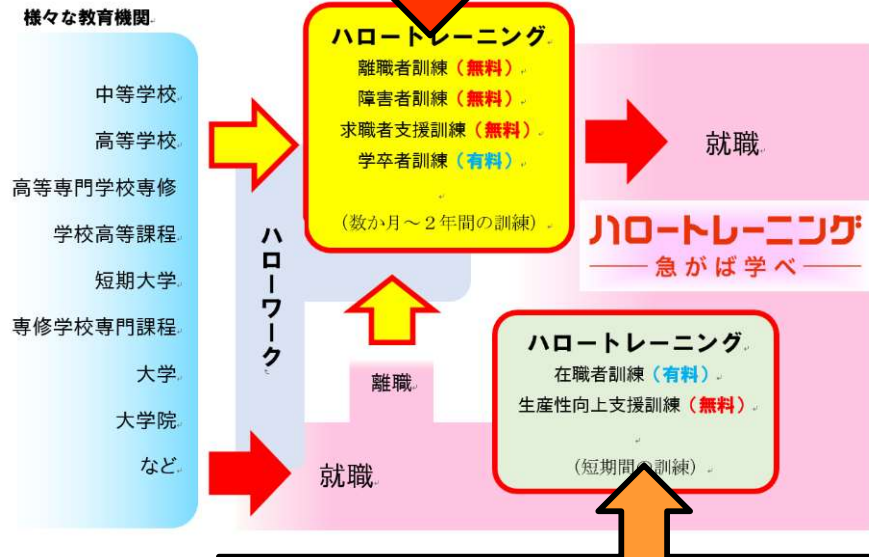 様々な教育機関
中等学校
高等学校
高等専門学校専修
学校高等課程
短期大学
専修学校専門課程
大学
大学院
など
ハローワーク
ハロートレーニング
離職者訓練（無料）
障害者訓練（無料）
求職者支援訓練（無料）
学卒者訓練（有料）
（数か月～２年間の訓練）
就職
ハロートレーニング
急がば学べ
離職
就職
ハロートレーニング
在職者訓練（有料）
生産性向上支援訓練（無料）
（短期間の訓練）